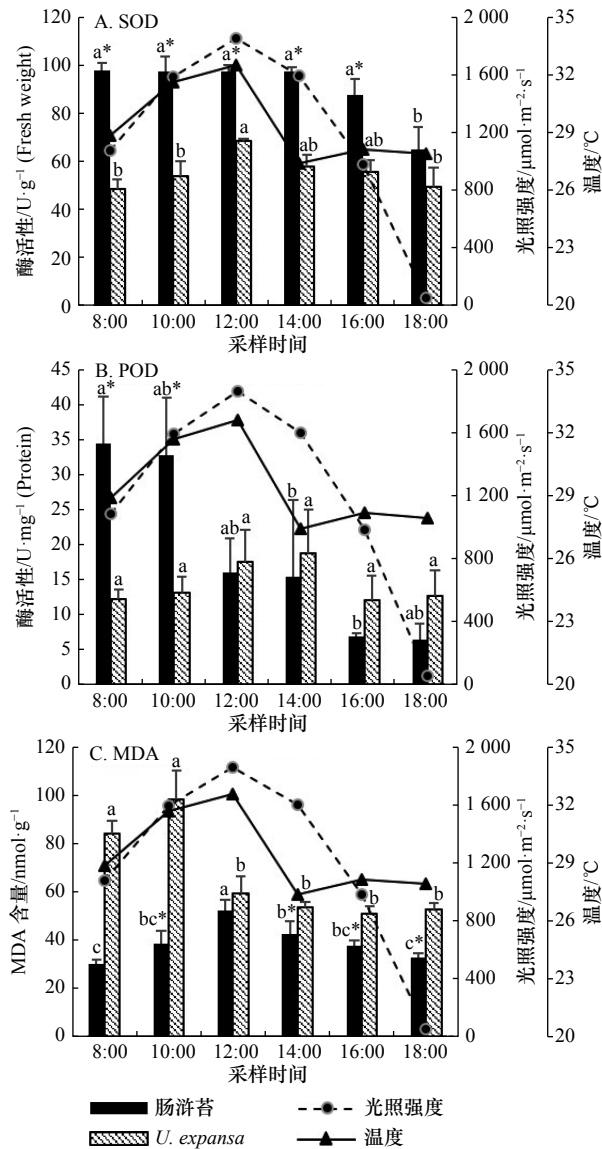 A. SOD
酶活性/U·g⁻¹ (Fresh weight)
120
100
80
60
40
20
0
a* a* a* a* a* b
b b a ab ab b
2 000
1 600
1 200
800
400
0
光照强度/μmol·m⁻²·s⁻¹
35
32
29
26
23
20
温度/℃
8:00 10:00 12:00 14:00 16:00 18:00
采样时间
B. POD
酶活性/U·mg⁻¹ (Protein)
45
40
35
30
25
20
15
10
5
0
a* ab* ab b b ab
a a a a a a
2 000
1 600
1 200
800
400
0
光照强度/μmol·m⁻²·s⁻¹
35
32
29
26
23
20
温度/℃
8:00 10:00 12:00 14:00 16:00 18:00
采样时间
C. MDA
MDA 含量/nmol·g⁻¹
120
100
80
60
40
20
0
c bc* a b* bc* c*
a a b b b b
2 000
1 600
1 200
800
400
0
光照强度/μmol·m⁻²·s⁻¹
35
32
29
26
23
20
温度/℃
8:00 10:00 12:00 14:00 16:00 18:00
采样时间
肠浒苔 光照强度
U. expansa 温度